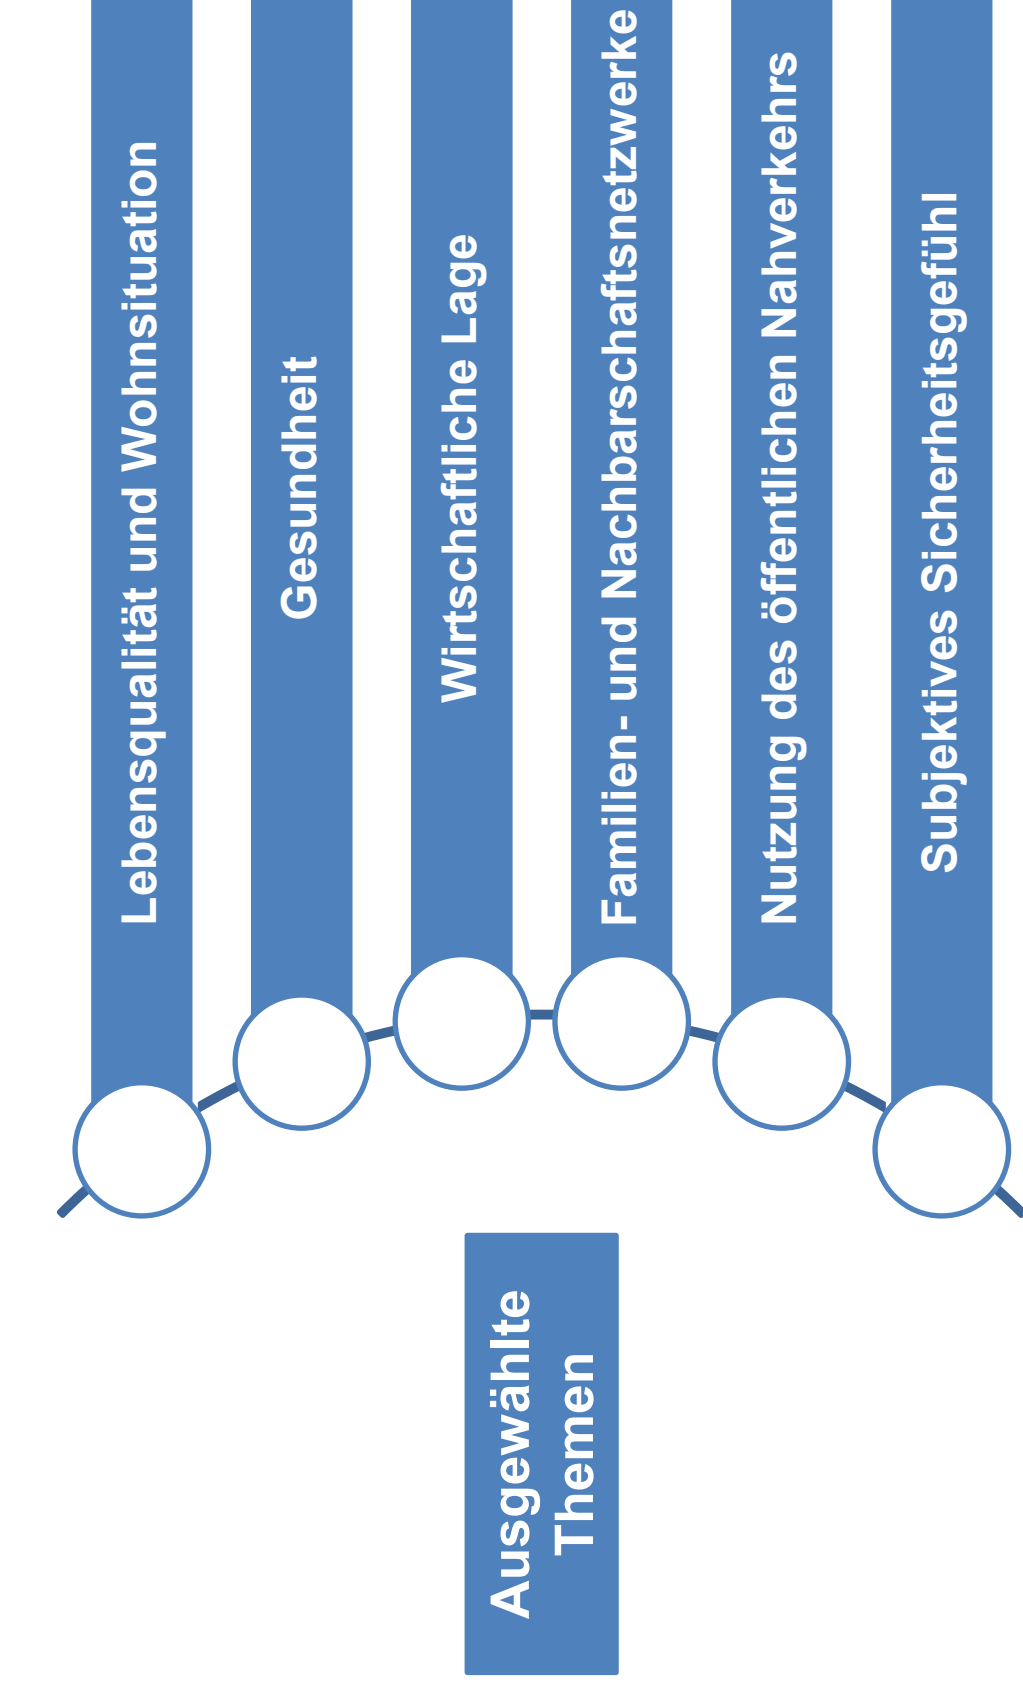 Ausgewählte
Themen
Lebensqualität und Wohnsituation
Gesundheit
Wirtschaftliche Lage
Familien- und Nachbarschaftsnetzwerke
Nutzung des öffentlichen Nahverkehrs
Subjektives Sicherheitsgefühl